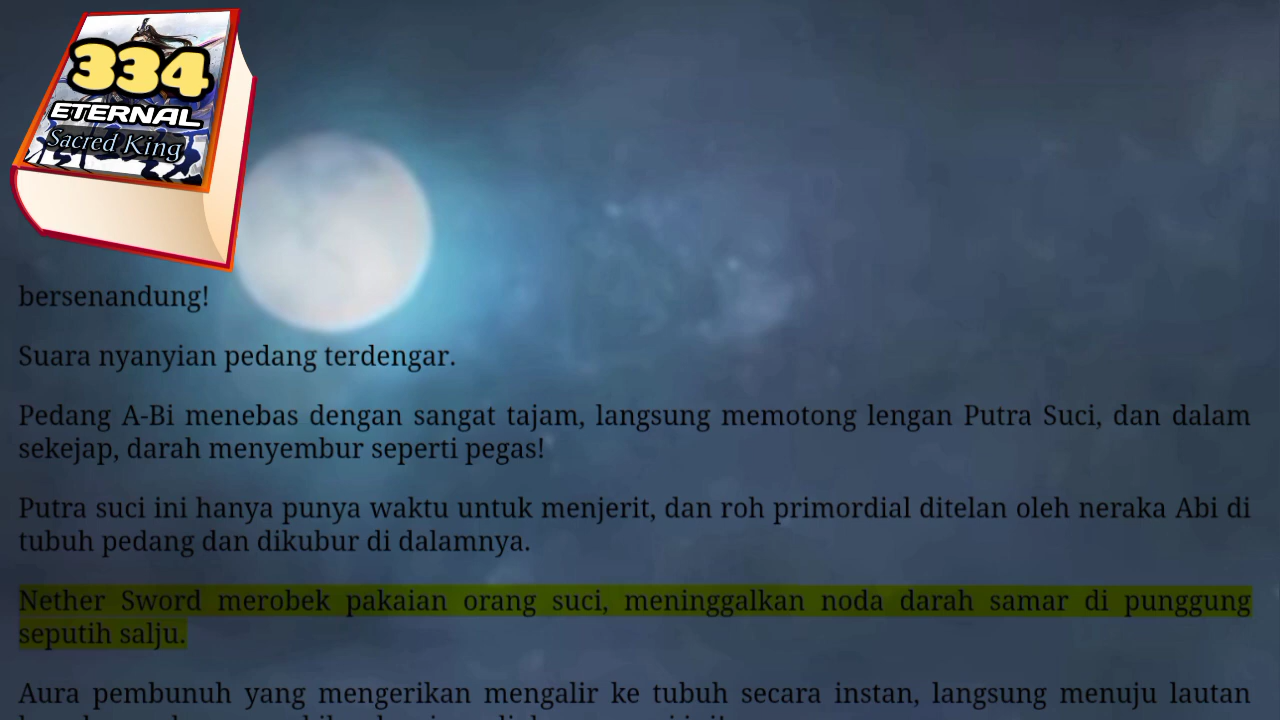 334
ETERNAL
Sacred King
bersenandung!
Suara nyanyian pedang terdengar.
Pedang A-Bi menebas dengan sangat tajam, langsung memotong lengan Putra Suci, dan dalam
sekejap, darah menyembur seperti pegas!
Putra suci ini hanya punya waktu untuk menjerit, dan roh primordial ditelan oleh neraka Abi di
tubuh pedang dan dikubur di dalamnya.
Nether Sword merobek pakaian orang suci, meninggalkan noda darah samar di punggung
seputih salju.
Aura pembunuh yang mengerikan mengalir ke tubuh secara instan, langsung menuju lautan